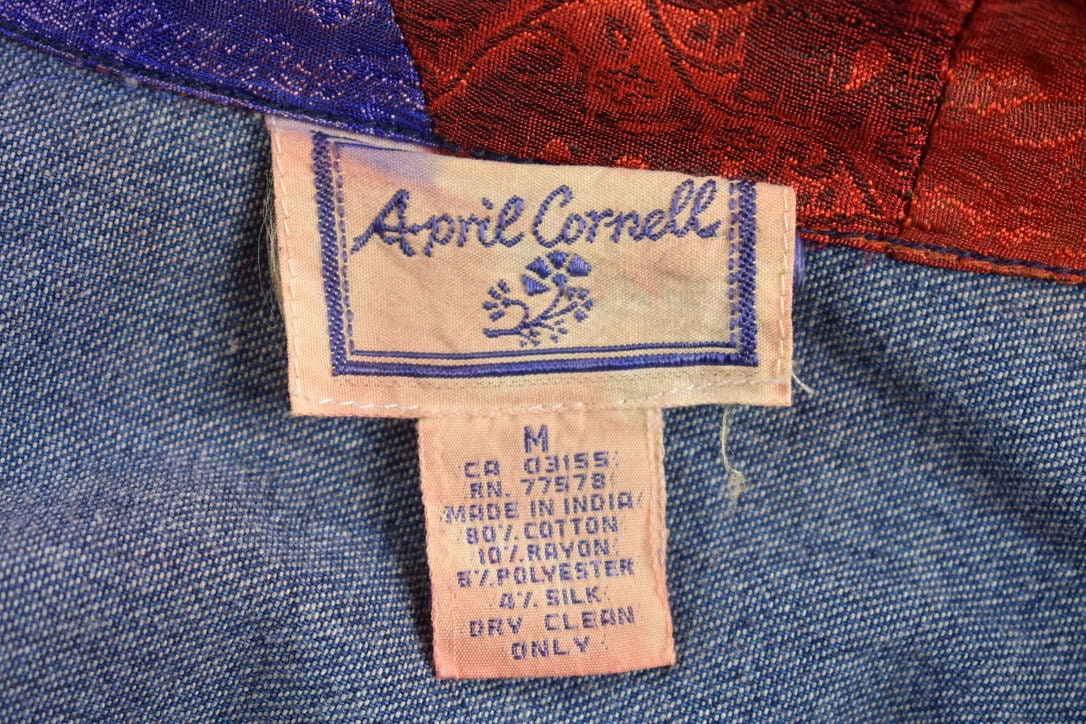 April Cornell
M
CA 03155
RN. 77578
MADE IN INDIA
80% COTTON
10% RAYON
6% POLYESTER
4% SILK
DRY CLEAN
ONLY